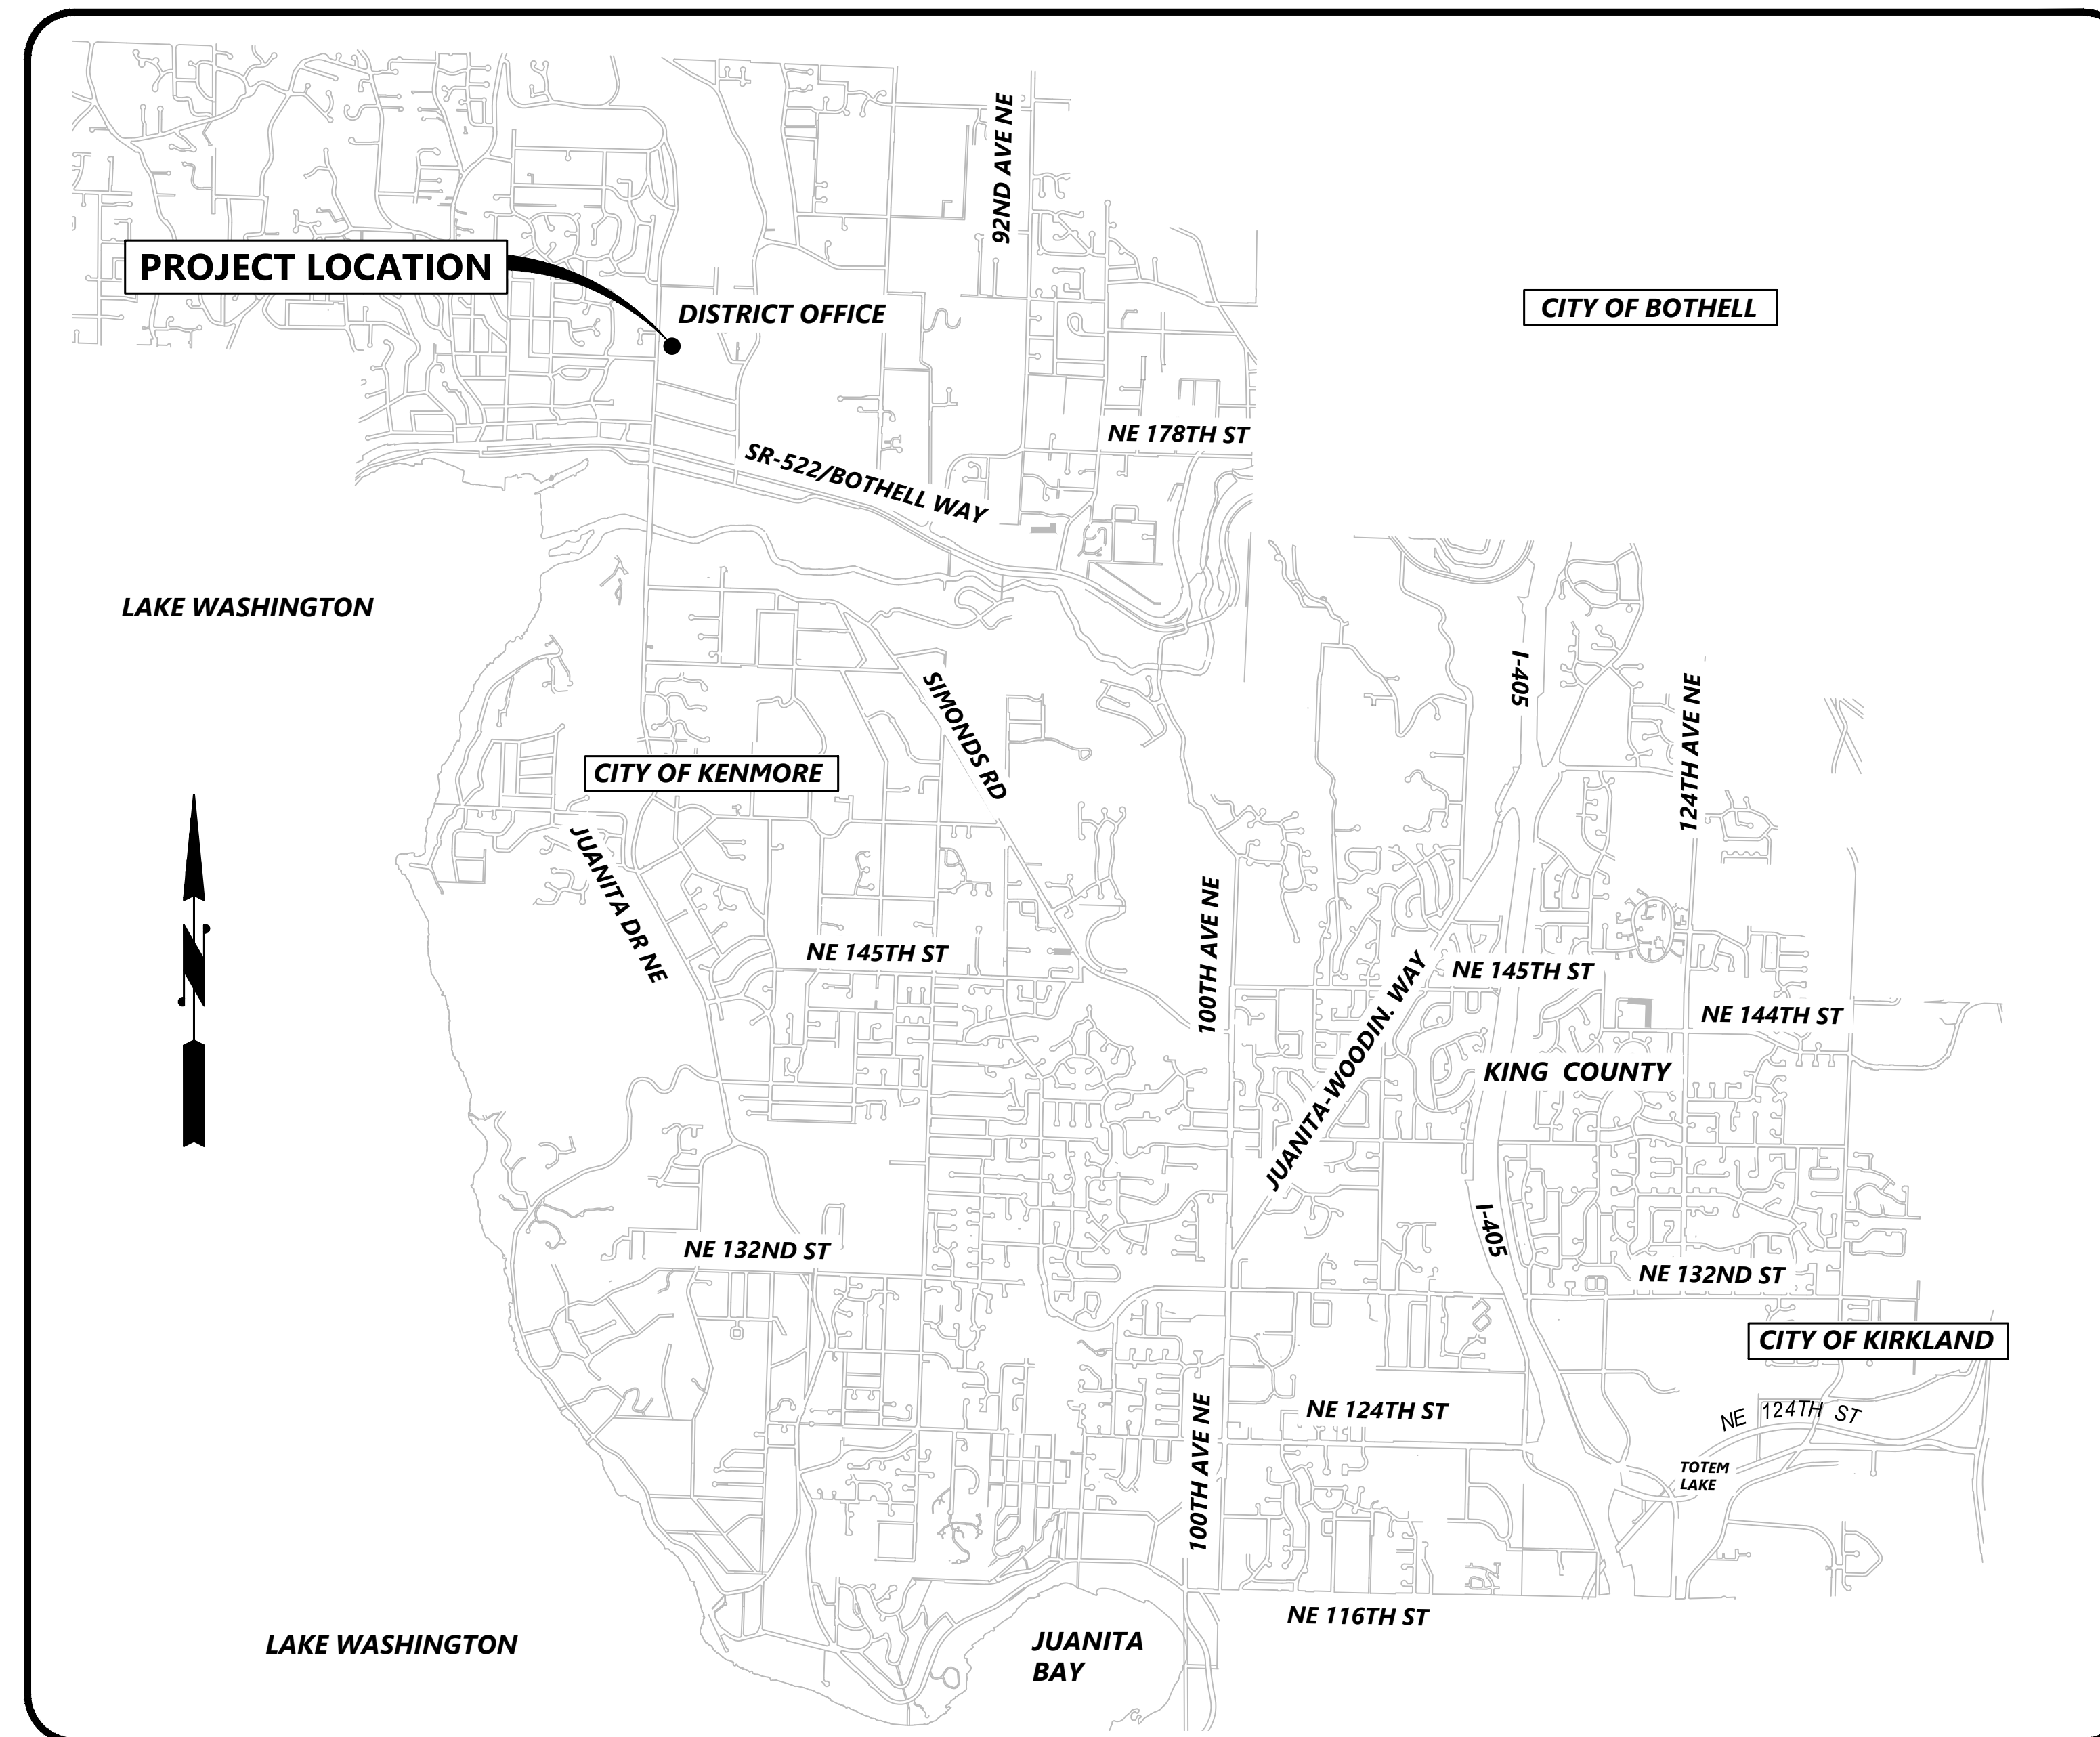 92ND AVE NE
PROJECT LOCATION
DISTRICT OFFICE
CITY OF BOTHELL
NE 178TH ST
SR-522/BOTHELL WAY
LAKE WASHINGTON
I-405
SIMONDS RD
124TH AVE NE
CITY OF KENMORE
JUANITA DR NE
N
100TH AVE NE
NE 145TH ST
JUANITA-WOODIN. WAY
NE 145TH ST
NE 144TH ST
KING COUNTY
I-405
NE 132ND ST
NE 132ND ST
CITY OF KIRKLAND
100TH AVE NE
NE 124TH ST
NE 124TH ST
TOTEM
LAKE
NE 116TH ST
LAKE WASHINGTON
JUANITA
BAY